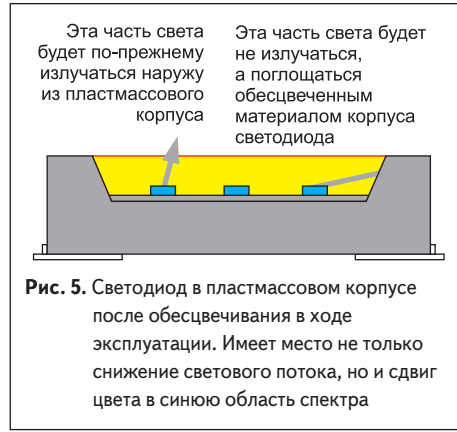 Эта часть света
будет по-прежнему
излучаться наружу
из пластмассового
корпуса
Эта часть света будет
не излучаться,
а поглощаться
обесцвеченным
материалом корпуса
светодиода
Рис. 5. Светодиод в пластмассовом корпусе
после обесцвечивания в ходе
эксплуатации. Имеет место не только
снижение светового потока, но и сдвиг
цвета в синюю область спектра